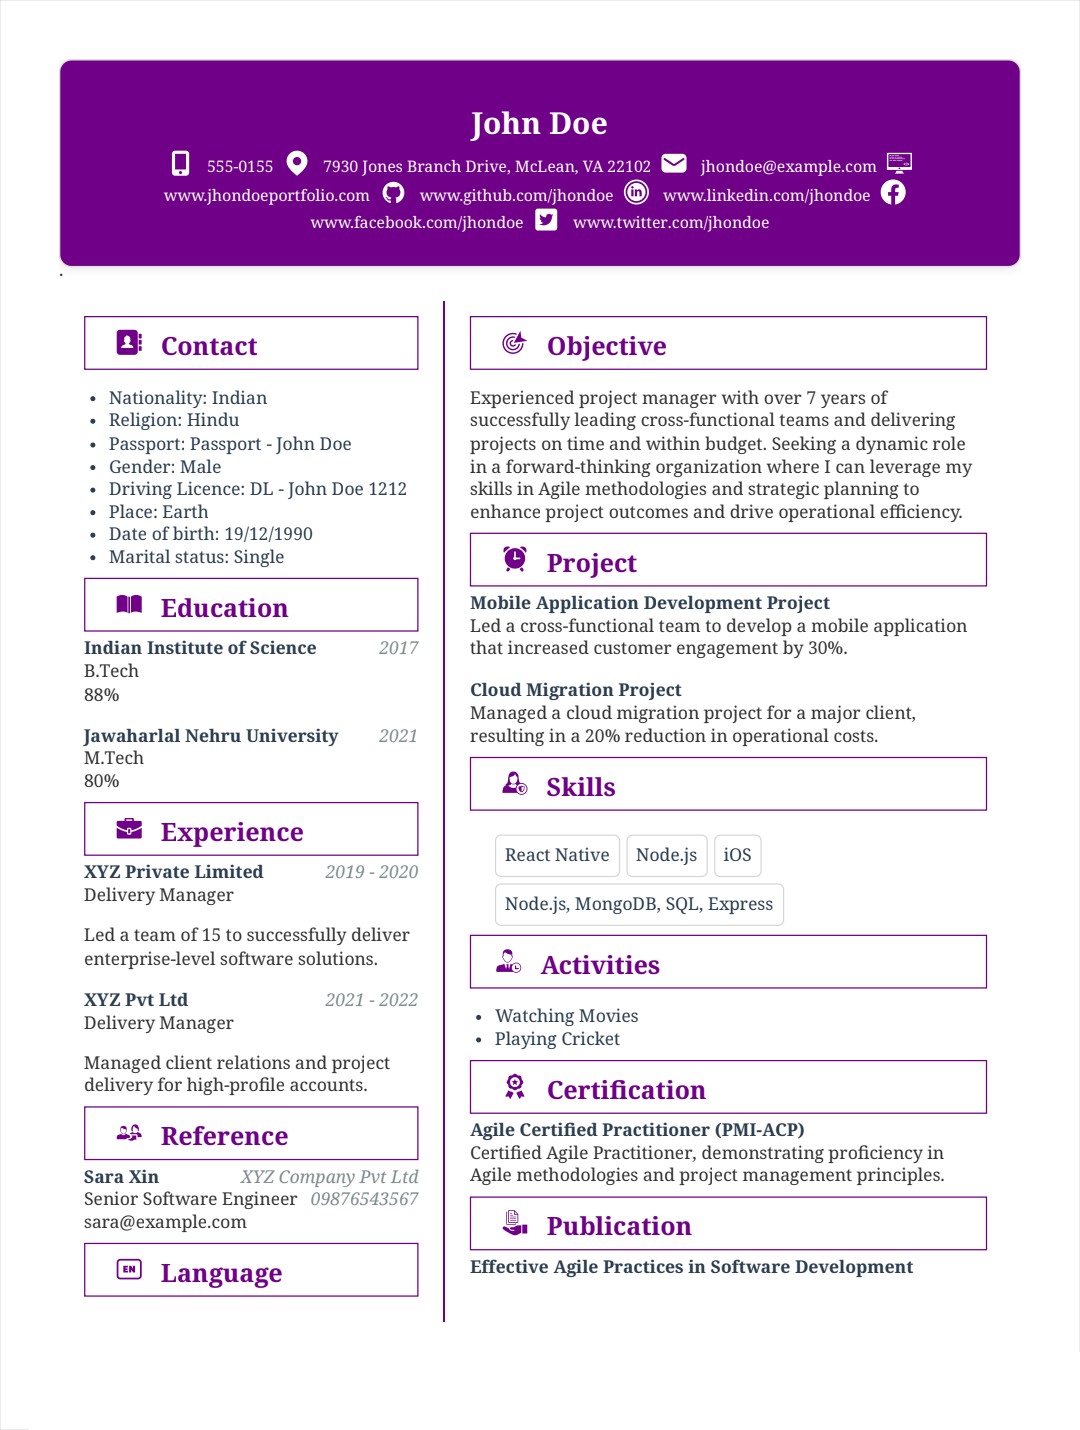 John Doe
555-0155 7930 Jones Branch Drive, McLean, VA 22102 jhondoe@example.com
www.jhondoeportfolio.com www.github.com/jhondoe www.linkedin.com/jhondoe
www.facebook.com/jhondoe www.twitter.com/jhondoe
.
Contact
• Nationality: Indian
• Religion: Hindu
• Passport: Passport - John Doe
• Gender: Male
• Driving Licence: DL - John Doe 1212
• Place: Earth
• Date of birth: 19/12/1990
• Marital status: Single
Education
Indian Institute of Science 2017
B.Tech
88%
Jawaharlal Nehru University 2021
M.Tech
80%
Experience
XYZ Private Limited 2019 - 2020
Delivery Manager
Led a team of 15 to successfully deliver
enterprise-level software solutions.
XYZ Pvt Ltd 2021 - 2022
Delivery Manager
Managed client relations and project
delivery for high-profile accounts.
Reference
Sara Xin XYZ Company Pvt Ltd
Senior Software Engineer 09876543567
sara@example.com
EN Language
Objective
Experienced project manager with over 7 years of
successfully leading cross-functional teams and delivering
projects on time and within budget. Seeking a dynamic role
in a forward-thinking organization where I can leverage my
skills in Agile methodologies and strategic planning to
enhance project outcomes and drive operational efficiency.
Project
Mobile Application Development Project
Led a cross-functional team to develop a mobile application
that increased customer engagement by 30%.
Cloud Migration Project
Managed a cloud migration project for a major client,
resulting in a 20% reduction in operational costs.
Skills
React Native Node.js iOS
Node.js, MongoDB, SQL, Express
Activities
• Watching Movies
• Playing Cricket
Certification
Agile Certified Practitioner (PMI-ACP)
Certified Agile Practitioner, demonstrating proficiency in
Agile methodologies and project management principles.
Publication
Effective Agile Practices in Software Development